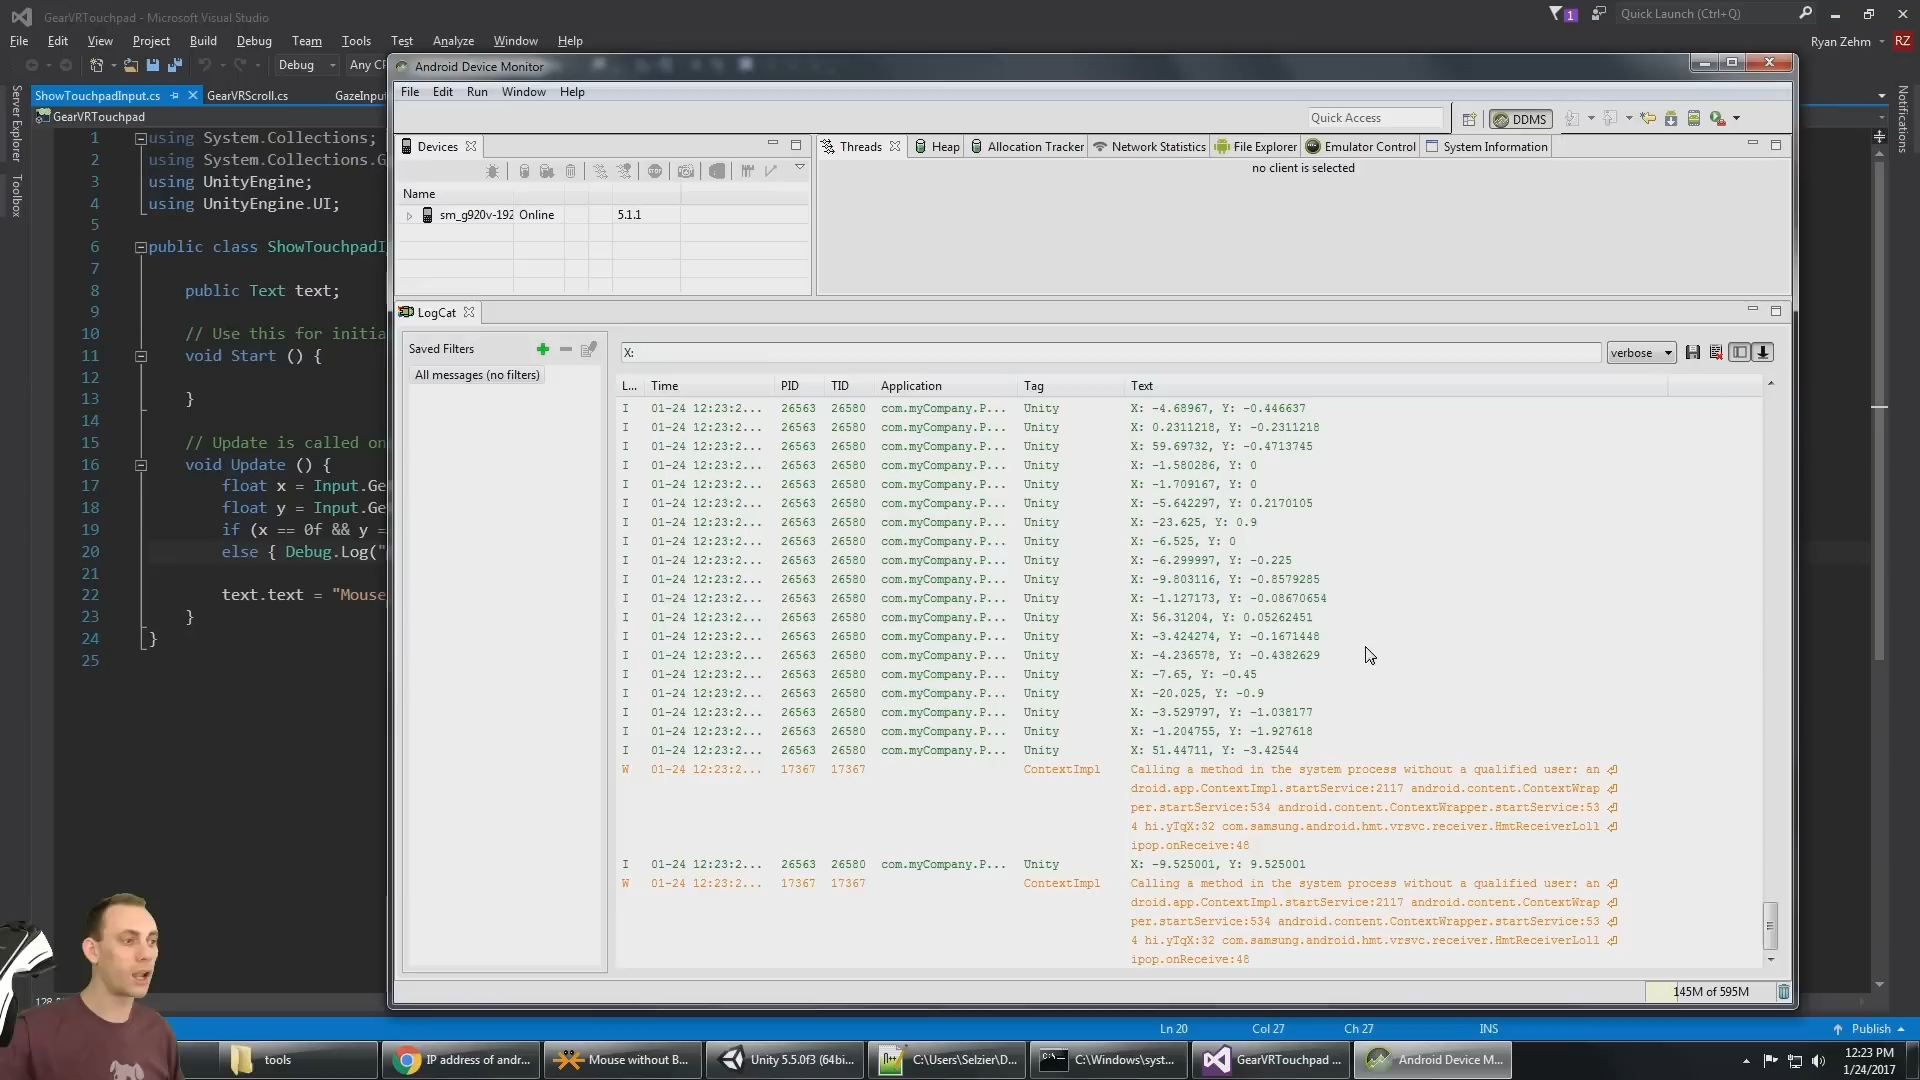 GearVRTouchpad - Microsoft Visual Studio
1
Quick Launch (Ctrl+Q)
File Edit View Project Build Debug Team Tools Test Analyze Window Help
Ryan Zehm RZ
Debug Any CP
Server Explorer
Toolbox
Notifications
ShowTouchpadInput.cs GearVRScroll.cs GazeInpu
GearVRTouchpad
1 using System.Collections;
2 using System.Collections.G
3 using UnityEngine;
4 using UnityEngine.UI;
5
6 public class ShowTouchpadI
7
8 public Text text;
9
10 // Use this for initia
11 void Start () {
12
13 }
14
15 // Update is called on
16 void Update () {
17 float x = Input.Ge
18 float y = Input.Ge
19 if (x == 0f && y =
20 else { Debug.Log("
21
22 text.text = "Mouse
23 }
24 }
25
Android Device Monitor
File Edit Run Window Help
Quick Access DDMS
Devices
Name
sm_g920v-192 Online 5.1.1
Threads Heap Allocation Tracker Network Statistics File Explorer Emulator Control System Information
no client is selected
LogCat
Saved Filters
All messages (no filters)
X: verbose
L... Time PID TID Application Tag Text
I 01-24 12:23:2... 26563 26580 com.myCompany.P... Unity X: -4.68967, Y: -0.446637
I 01-24 12:23:2... 26563 26580 com.myCompany.P... Unity X: 0.2311218, Y: -0.2311218
I 01-24 12:23:2... 26563 26580 com.myCompany.P... Unity X: 59.69732, Y: -0.4713745
I 01-24 12:23:2... 26563 26580 com.myCompany.P... Unity X: -1.580286, Y: 0
I 01-24 12:23:2... 26563 26580 com.myCompany.P... Unity X: -1.709167, Y: 0
I 01-24 12:23:2... 26563 26580 com.myCompany.P... Unity X: -5.642297, Y: 0.2170105
I 01-24 12:23:2... 26563 26580 com.myCompany.P... Unity X: -23.625, Y: 0.9
I 01-24 12:23:2... 26563 26580 com.myCompany.P... Unity X: -6.525, Y: 0
I 01-24 12:23:2... 26563 26580 com.myCompany.P... Unity X: -6.299997, Y: -0.225
I 01-24 12:23:2... 26563 26580 com.myCompany.P... Unity X: -9.803116, Y: -0.8579285
I 01-24 12:23:2... 26563 26580 com.myCompany.P... Unity X: -1.127173, Y: -0.08670654
I 01-24 12:23:2... 26563 26580 com.myCompany.P... Unity X: 56.31204, Y: 0.05262451
I 01-24 12:23:2... 26563 26580 com.myCompany.P... Unity X: -3.424274, Y: -0.1671448
I 01-24 12:23:2... 26563 26580 com.myCompany.P... Unity X: -4.236578, Y: -0.4382629
I 01-24 12:23:2... 26563 26580 com.myCompany.P... Unity X: -7.65, Y: -0.45
I 01-24 12:23:2... 26563 26580 com.myCompany.P... Unity X: -20.025, Y: -0.9
I 01-24 12:23:2... 26563 26580 com.myCompany.P... Unity X: -3.529797, Y: -1.038177
I 01-24 12:23:2... 26563 26580 com.myCompany.P... Unity X: -1.204755, Y: -1.927618
I 01-24 12:23:2... 26563 26580 com.myCompany.P... Unity X: 51.44711, Y: -3.42544
W 01-24 12:23:2... 17367 17367 ContextImpl Calling a method in the system process without a qualified user: an
droid.app.ContextImpl.startService:2117 android.content.ContextWrap
per.startService:534 android.content.ContextWrapper.startService:53
4 hi.yTqX:32 com.samsung.android.hmt.vrsvc.receiver.HmtReceiverLoll
ipop.onReceive:48
I 01-24 12:23:2... 26563 26580 com.myCompany.P... Unity X: -9.525001, Y: 9.525001
W 01-24 12:23:2... 17367 17367 ContextImpl Calling a method in the system process without a qualified user: an
droid.app.ContextImpl.startService:2117 android.content.ContextWrap
per.startService:534 android.content.ContextWrapper.startService:53
4 hi.yTqX:32 com.samsung.android.hmt.vrsvc.receiver.HmtReceiverLoll
ipop.onReceive:48
145M of 595M
Ln 20 Col 27 Ch 27 INS Publish
tools IP address of andr... Mouse without B... Unity 5.5.0f3 (64bi... C:\Users\Selzier\D... C:\Windows\syst... GearVRTouchpad ... Android Device M...
12:23 PM
1/24/2017